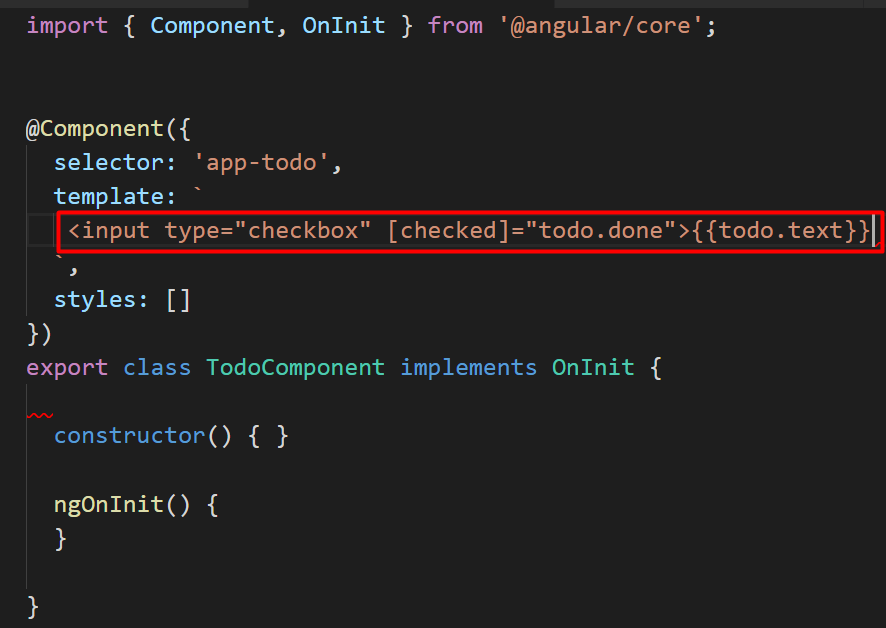 import { Component, OnInit } from '@angular/core';
@Component({
selector: 'app-todo',
template: `
<input type="checkbox" [checked]="todo.done">{{todo.text}}
`,
styles: []
})
export class TodoComponent implements OnInit {
constructor() { }
ngOnInit() {
}
}